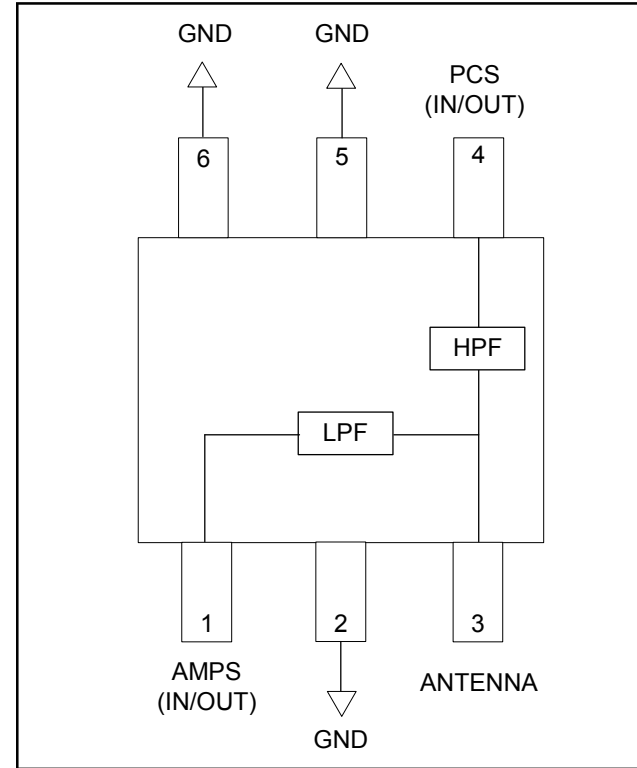 GND
GND
PCS
(IN/OUT)
6
5
4
HPF
LPF
1
2
3
AMPS
(IN/OUT)
ANTENNA
GND